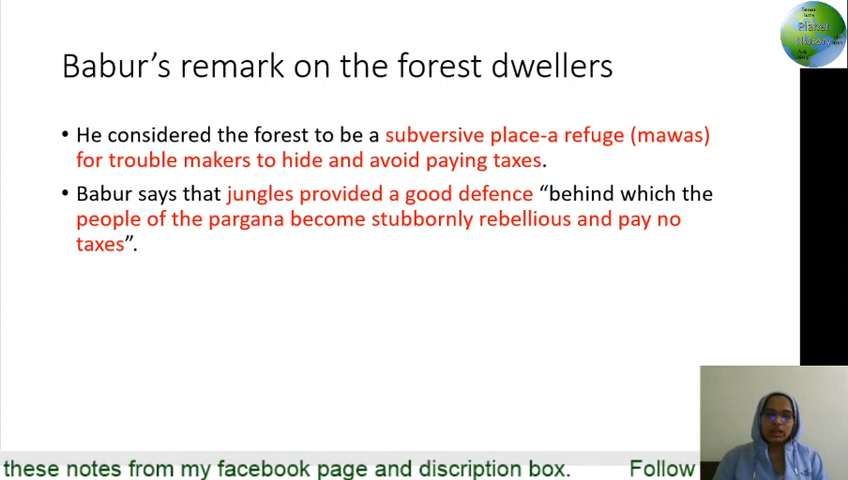 Babur's remark on the forest dwellers
• He considered the forest to be a subversive place-a refuge (mawas)
for trouble makers to hide and avoid paying taxes.
• Babur says that jungles provided a good defence “behind which the
people of the pargana become stubbornly rebellious and pay no
taxes”.
these notes from my facebook page and discription box. Follow